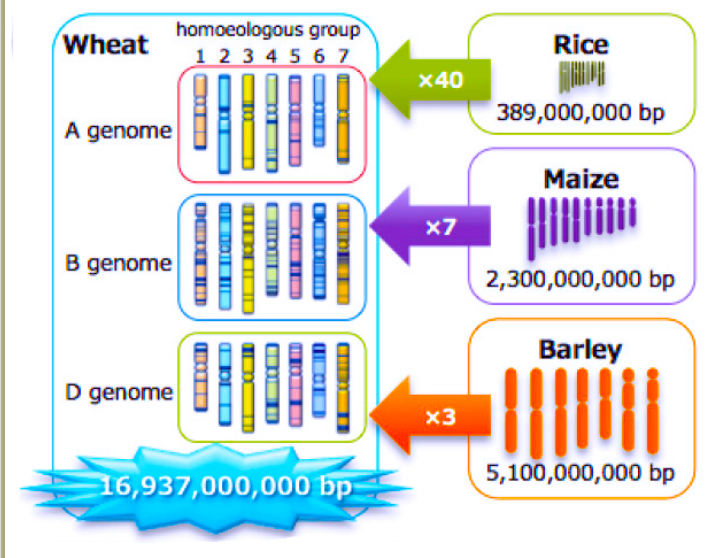 Wheat
homoeologous group
1 2 3 4 5 6 7
A genome
B genome
D genome
16,937,000,000 bp
×40
Rice
389,000,000 bp
×7
Maize
2,300,000,000 bp
×3
Barley
5,100,000,000 bp